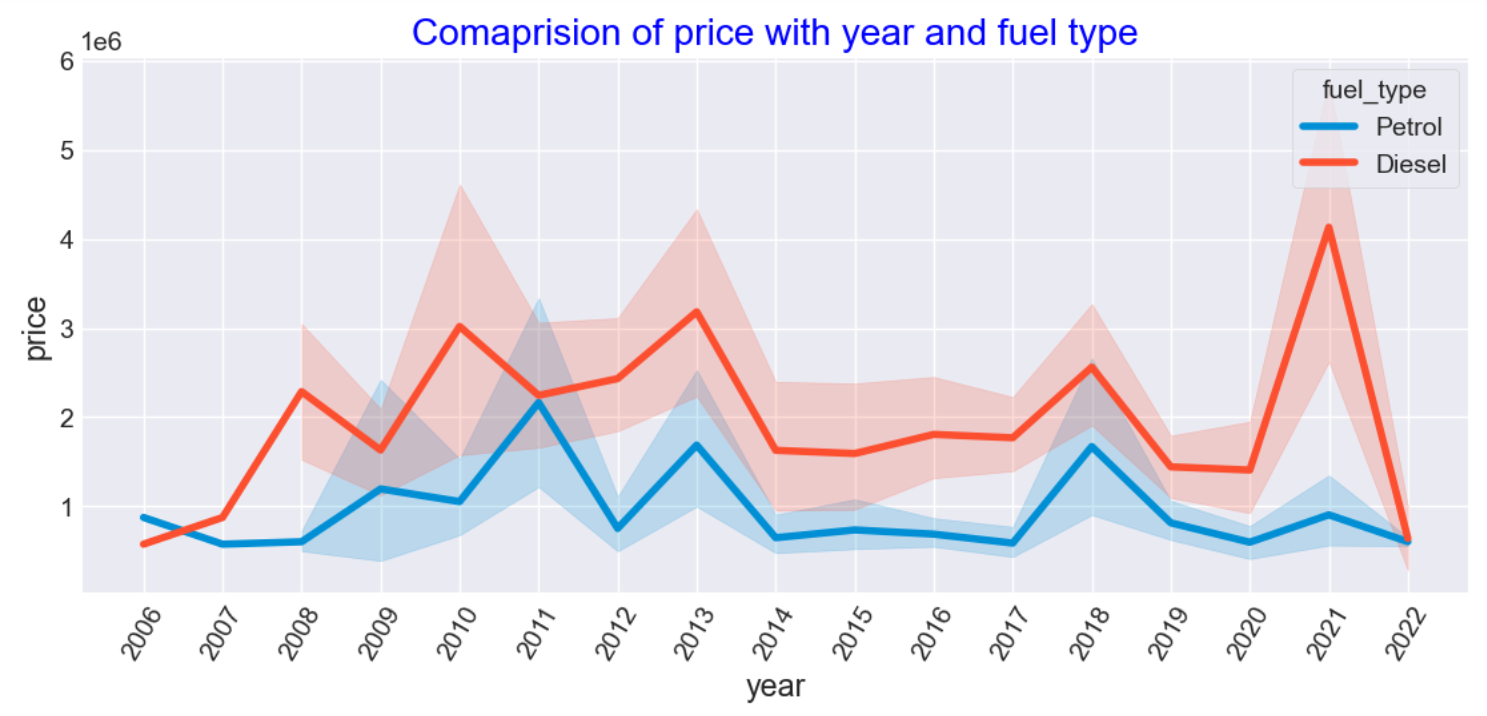 Comaprision of price with year and fuel type
1e6
6
5
4
3
2
1
price
fuel_type
Petrol
Diesel
2006 2007 2008 2009 2010 2011 2012 2013 2014 2015 2016 2017 2018 2019 2020 2021 2022
year